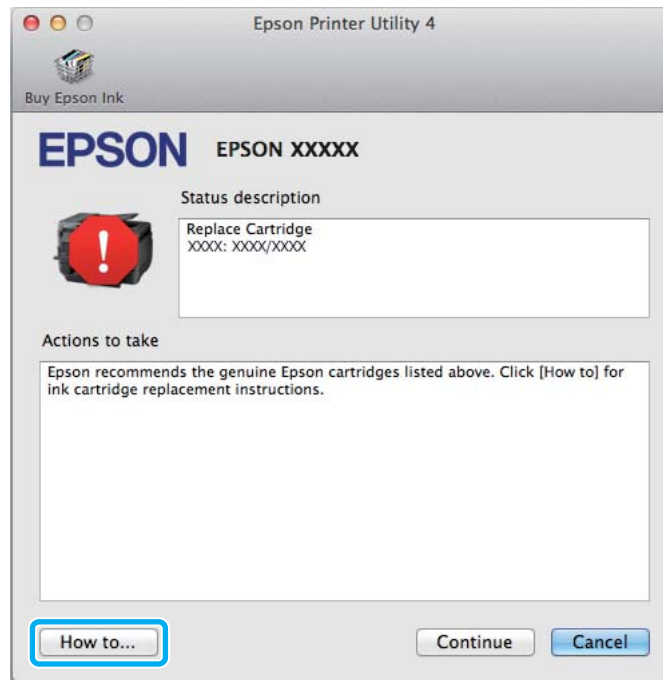 Epson Printer Utility 4
Buy Epson Ink
EPSON EPSON XXXXX
Status description
Replace Cartridge
XXXX: XXXX/XXXX
Actions to take
Epson recommends the genuine Epson cartridges listed above. Click [How to] for
ink cartridge replacement instructions.
How to... Continue Cancel